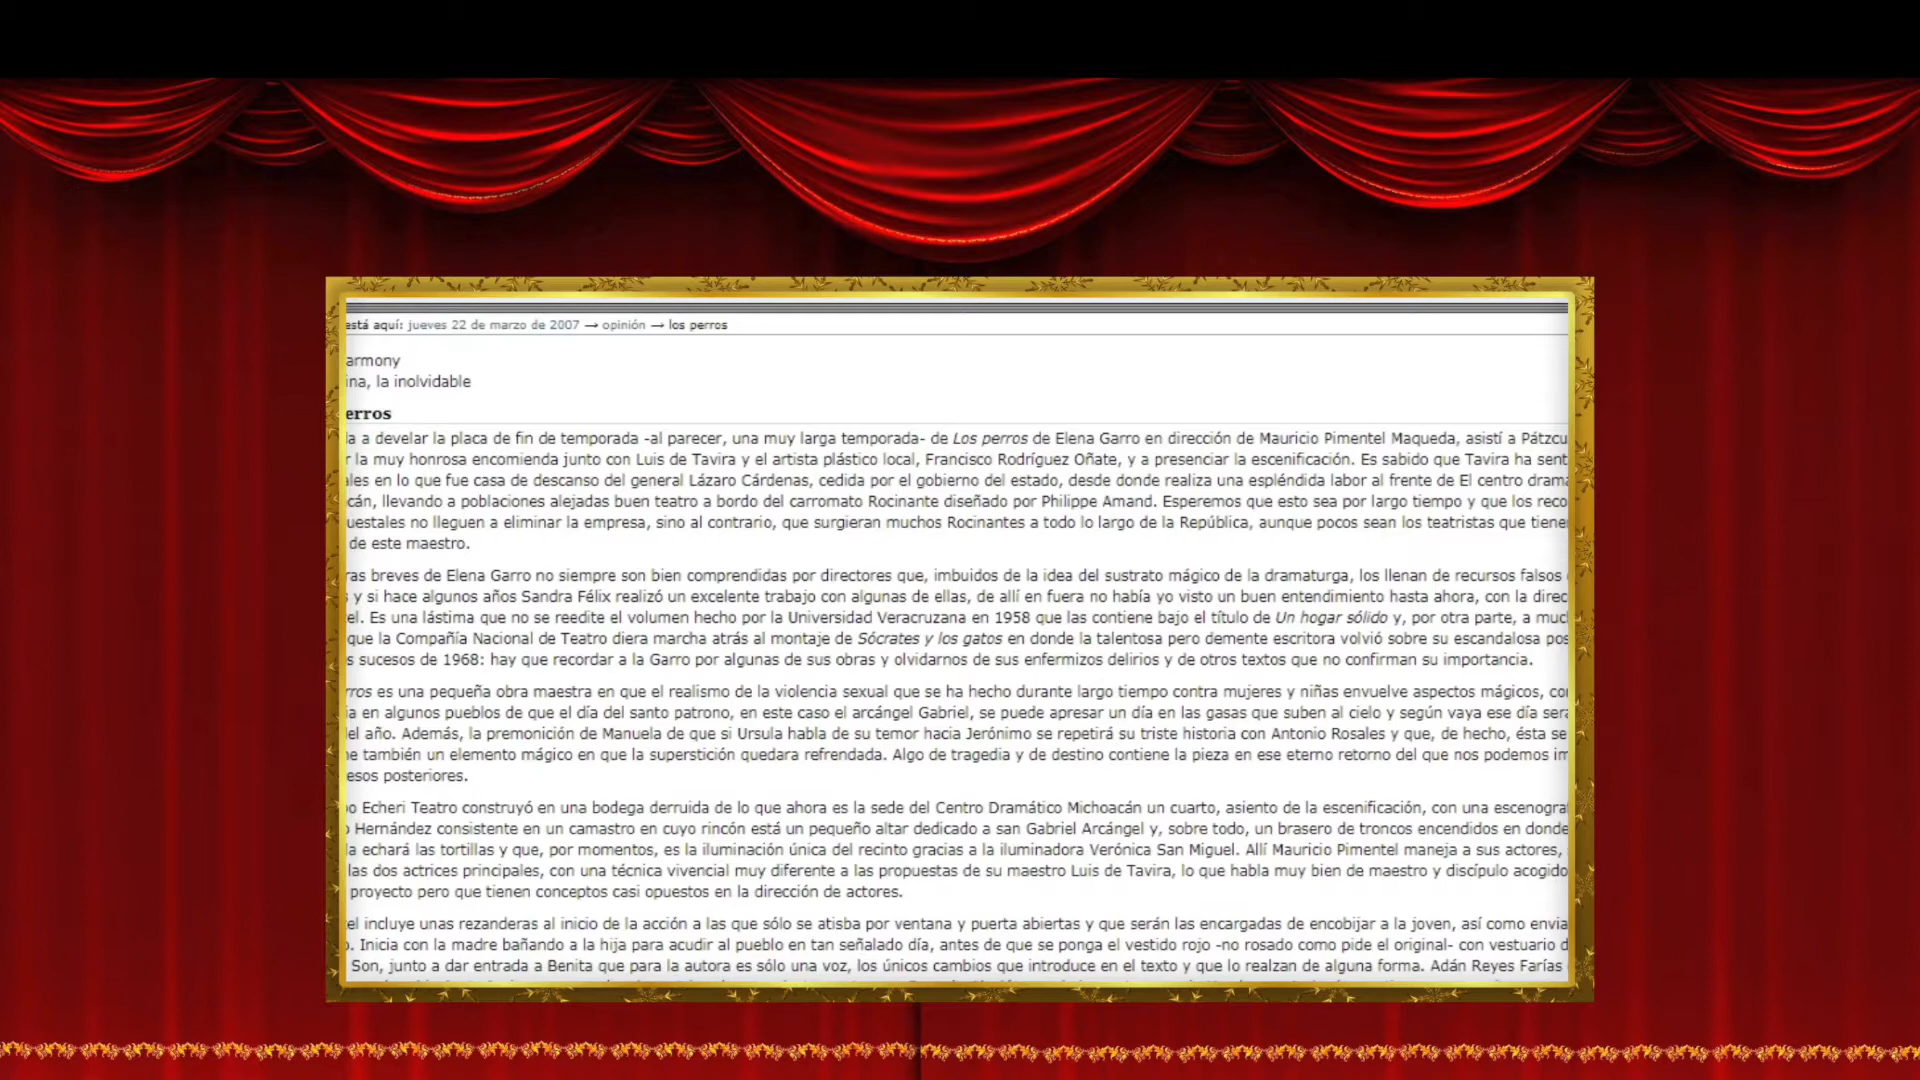 está aquí: jueves 22 de marzo de 2007 → opinión → los perros
armony
ina, la inolvidable
erros
a a develar la placa de fin de temporada -al parecer, una muy larga temporada- de Los perros de Elena Garro en dirección de Mauricio Pimentel Maqueda, asistí a Pátzcu
r la muy honrosa encomienda junto con Luis de Tavira y el artista plástico local, Francisco Rodríguez Oñate, y a presenciar la escenificación. Es sabido que Tavira ha sent
ales en lo que fue casa de descanso del general Lázaro Cárdenas, cedida por el gobierno del estado, desde donde realiza una espléndida labor al frente de El centro dram
cán, llevando a poblaciones alejadas buen teatro a bordo del carromato Rocinante diseñado por Philippe Amand. Esperemos que esto sea por largo tiempo y que los reco
uestales no lleguen a eliminar la empresa, sino al contrario, que surgieran muchos Rocinantes a todo lo largo de la República, aunque pocos sean los teatristas que tiene
de este maestro.
ras breves de Elena Garro no siempre son bien comprendidas por directores que, imbuidos de la idea del sustrato mágico de la dramaturga, los llenan de recursos falsos
s y si hace algunos años Sandra Félix realizó un excelente trabajo con algunas de ellas, de allí en fuera no había yo visto un buen entendimiento hasta ahora, con la direc
el. Es una lástima que no se reedite el volumen hecho por la Universidad Veracruzana en 1958 que las contiene bajo el título de Un hogar sólido y, por otra parte, a muc
que la Compañía Nacional de Teatro diera marcha atrás al montaje de Sócrates y los gatos en donde la talentosa pero demente escritora volvió sobre su escandalosa pos
s sucesos de 1968: hay que recordar a la Garro por algunas de sus obras y olvidarnos de sus enfermizos delirios y de otros textos que no confirman su importancia.
rros es una pequeña obra maestra en que el realismo de la violencia sexual que se ha hecho durante largo tiempo contra mujeres y niñas envuelve aspectos mágicos, co
ia en algunos pueblos de que el día del santo patrono, en este caso el arcángel Gabriel, se puede apresar un día en las gasas que suben al cielo y según vaya ese día ser
el año. Además, la premonición de Manuela de que si Ursula habla de su temor hacia Jerónimo se repetirá su triste historia con Antonio Rosales y que, de hecho, ésta se
ne también un elemento mágico en que la superstición quedara refrendada. Algo de tragedia y de destino contiene la pieza en ese eterno retorno del que nos podemos im
esos posteriores.
o Echeri Teatro construyó en una bodega derruida de lo que ahora es la sede del Centro Dramático Michoacán un cuarto, asiento de la escenificación, con una escenogra
o Hernández consistente en un camastro en cuyo rincón está un pequeño altar dedicado a san Gabriel Arcángel y, sobre todo, un brasero de troncos encendidos en donde
la echará las tortillas y que, por momentos, es la iluminación única del recinto gracias a la iluminadora Verónica San Miguel. Allí Mauricio Pimentel maneja a sus actores,
las dos actrices principales, con una técnica vivencial muy diferente a las propuestas de su maestro Luis de Tavira, lo que habla muy bien de maestro y discípulo acogido
proyecto pero que tienen conceptos casi opuestos en la dirección de actores.
el incluye unas rezanderas al inicio de la acción a las que sólo se atisba por ventana y puerta abiertas y que serán las encargadas de encobijar a la joven, así como envia
o. Inicia con la madre bañando a la hija para acudir al pueblo en tan señalado día, antes de que se ponga el vestido rojo -no rosado como pide el original- con vestuario d
Son, junto a dar entrada a Benita que para la autora es sólo una voz, los únicos cambios que introduce en el texto y que lo realzan de alguna forma. Adán Reyes Farías